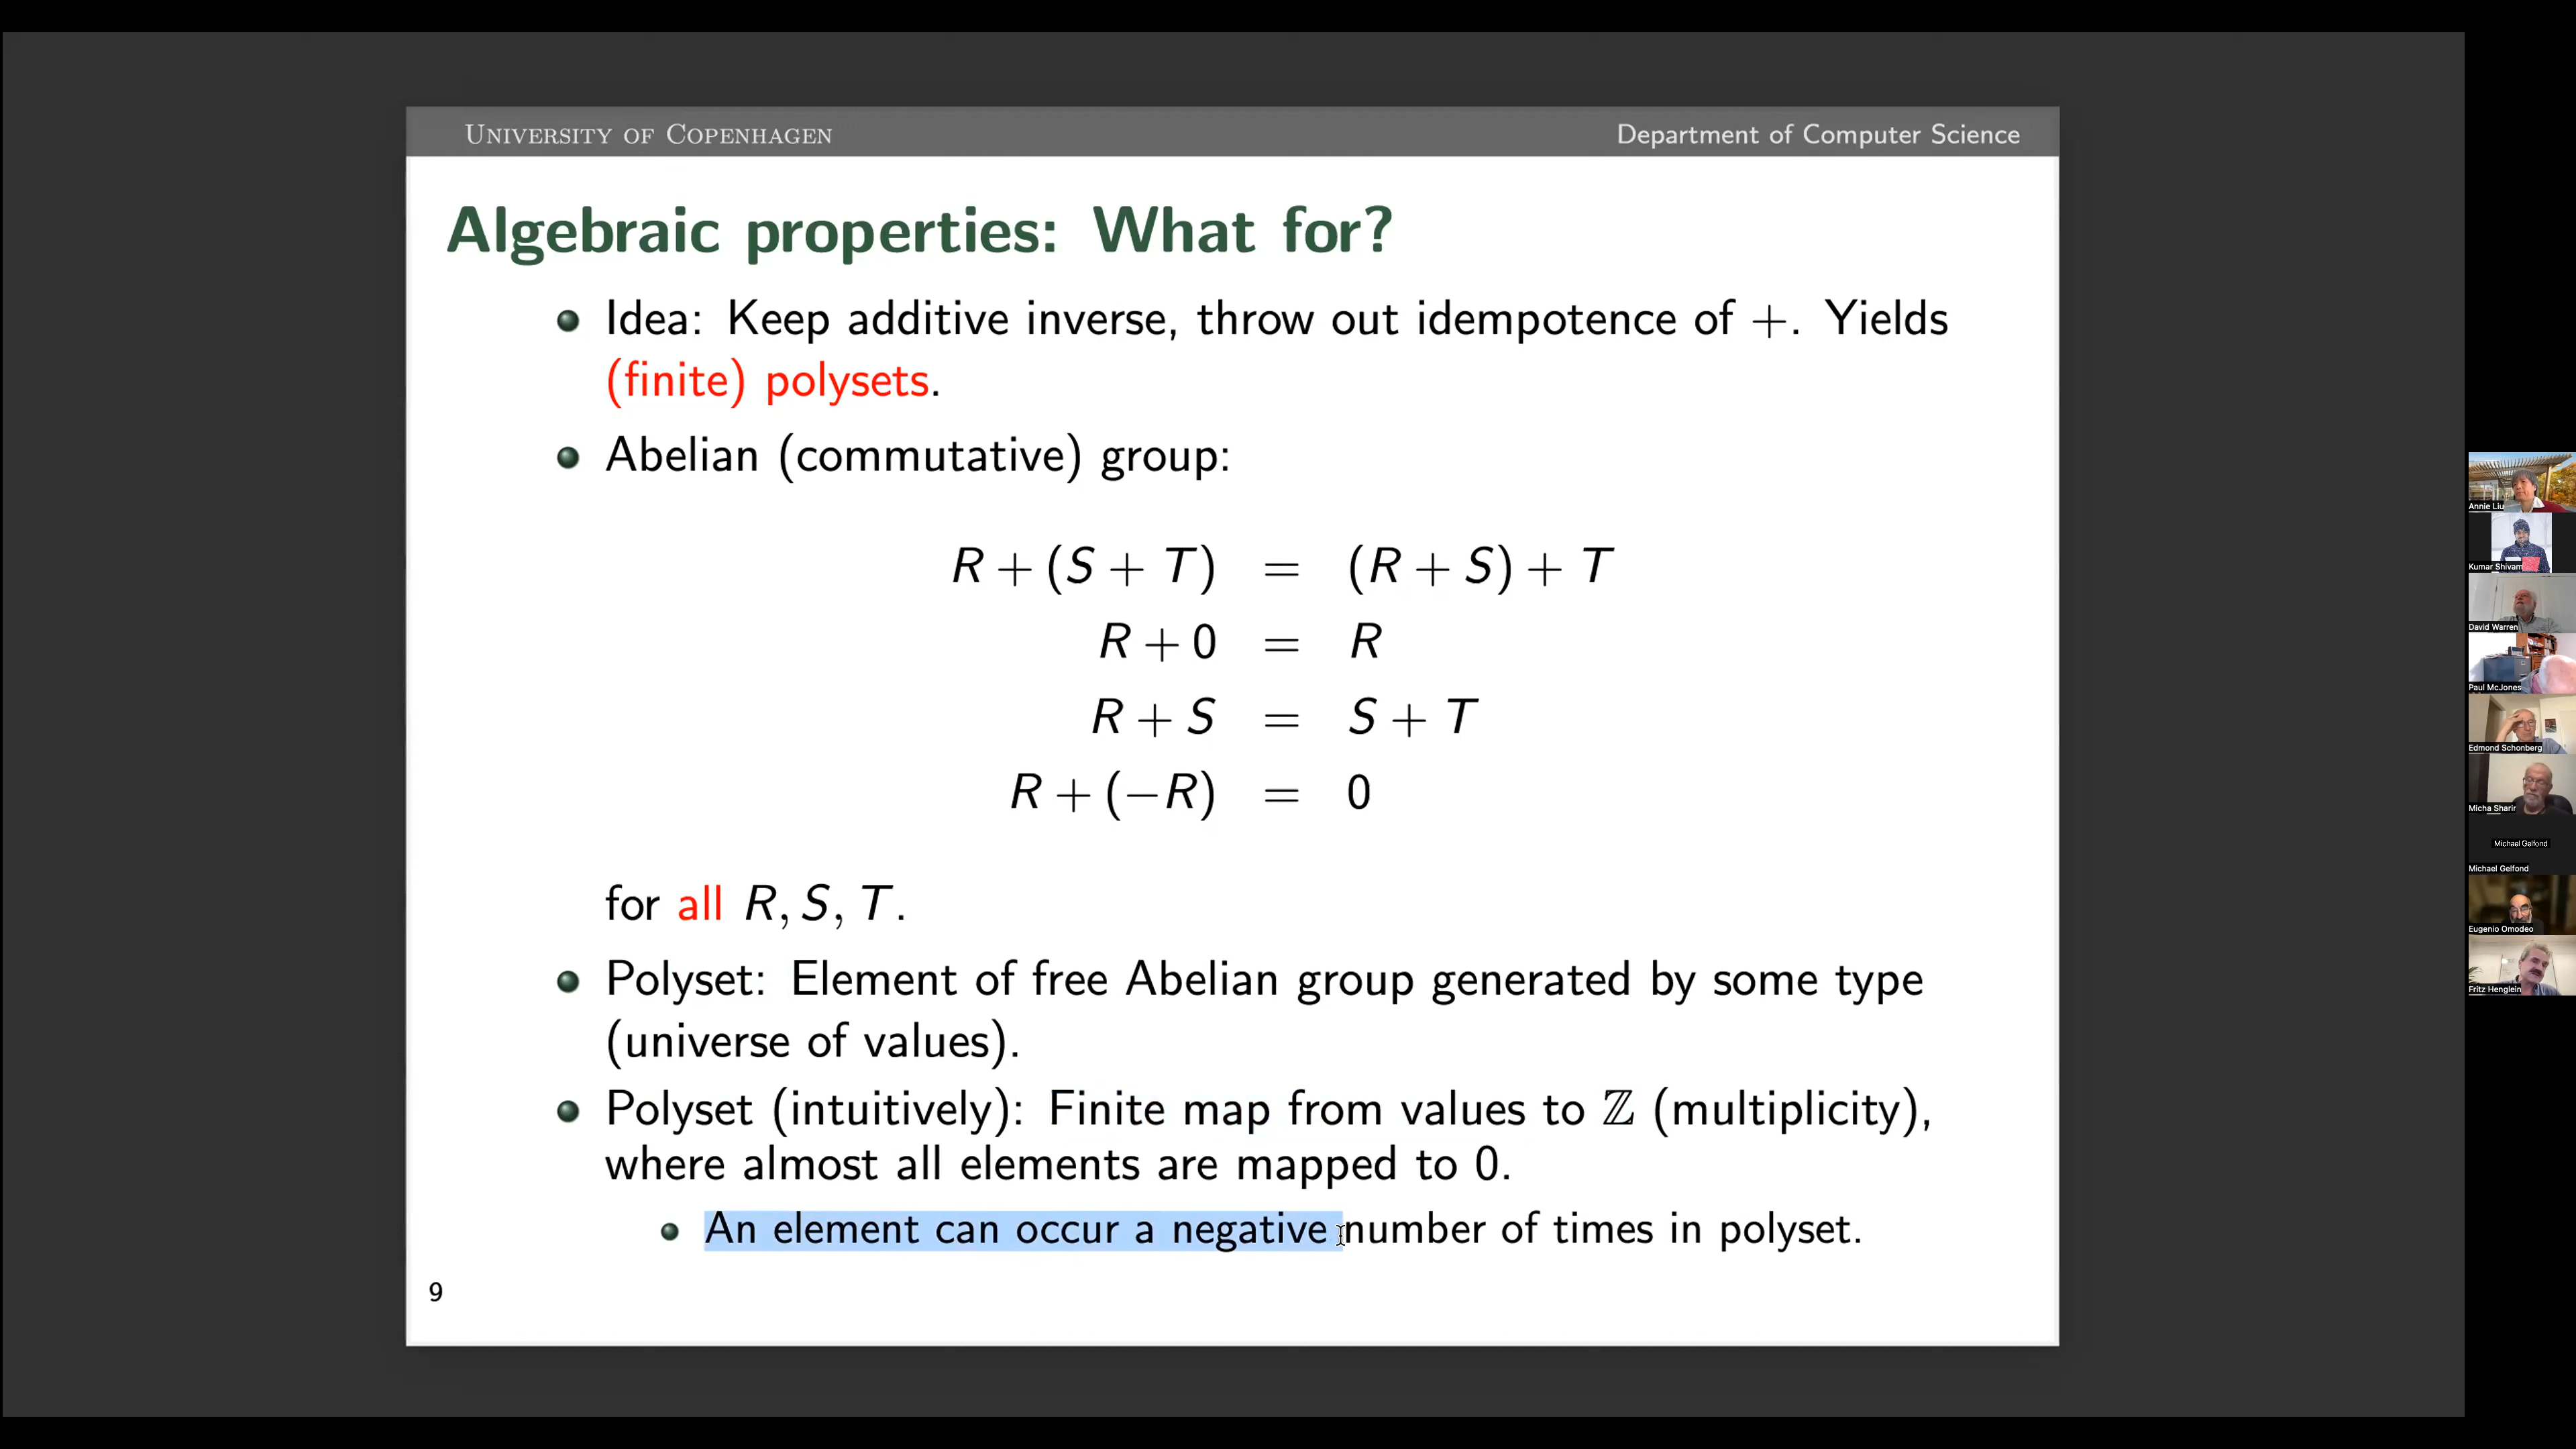 UNIVERSITY OF COPENHAGEN
Department of Computer Science
Algebraic properties: What for?
Idea: Keep additive inverse, throw out idempotence of +. Yields
(finite) polysets.
Abelian (commutative) group:
R + (S + T) = (R + S) + T
R + 0 = R
R + S = S + T
R + (−R) = 0
for all R, S, T.
Polyset: Element of free Abelian group generated by some type
(universe of values).
Polyset (intuitively): Finite map from values to ℤ (multiplicity),
where almost all elements are mapped to 0.
An element can occur a negative number of times in polyset.
9
Annie Liu
Kumar Shivam
David Warren
Paul McJones
Edmond Schonberg
Micha Sharir
Michael Gelfond
Michael Gelfond
Eugenio Omodeo
Fritz Henglein